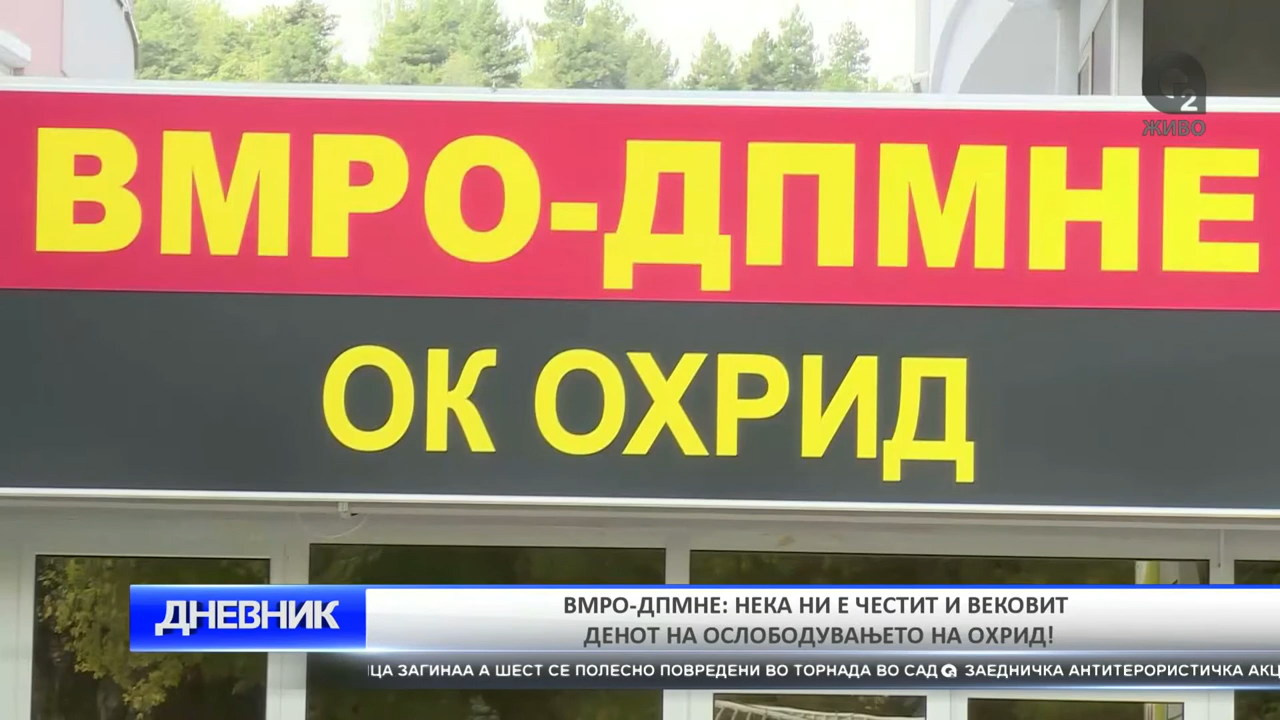 2
ЖИВО
ВМРО-ДПМНЕ
ОК ОХРИД
ДНЕВНИК
ВМРО-ДПМНЕ: НЕКА НИ Е ЧЕСТИТ И ВЕКОВИТ
ДЕНОТ НА ОСЛОБОДУВАЊЕТО НА ОХРИД!
ЗАГИНАА А ШЕСТ СЕ ПОЛЕСНО ПОВРЕДЕНИ ВО ТОРНАДА ВО САД ЗАЕДНИЧКА АНТИТЕРОРИСТИЧКА